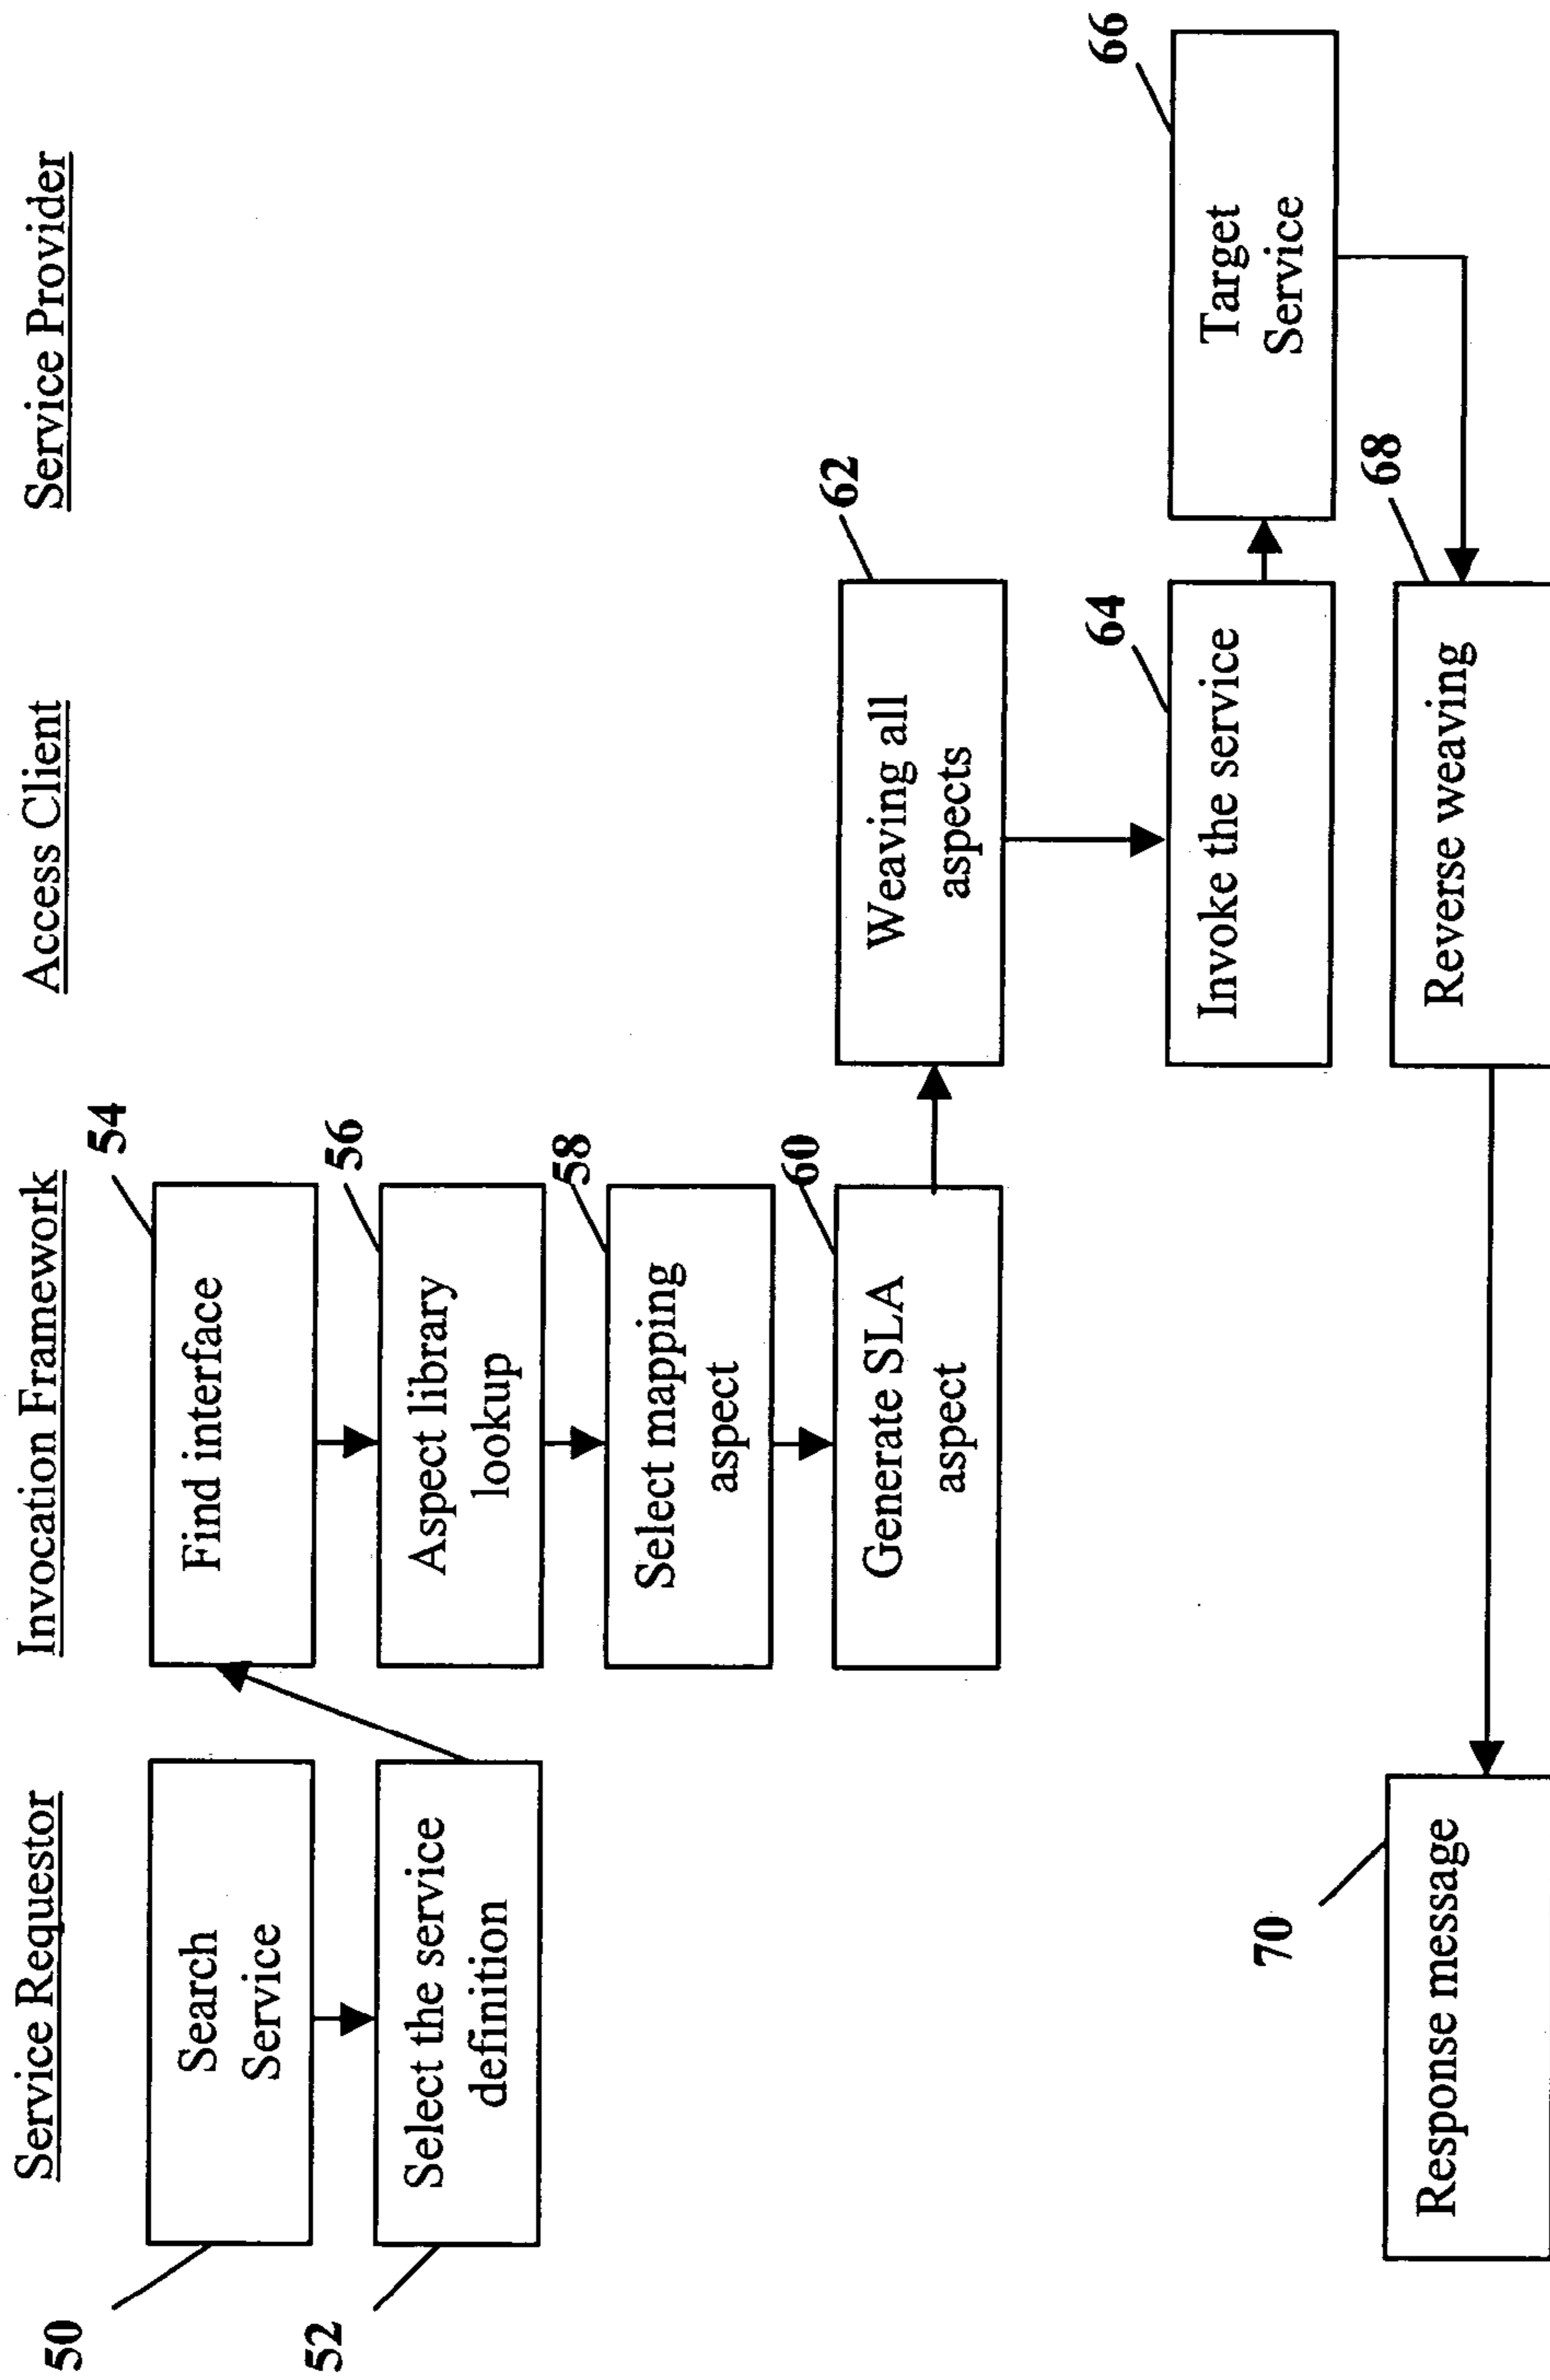 Service Requestor
Invocation Framework
Access Client
Service Provider
50
Search
Service
52
Select the service
definition
54
Find interface
56
Aspect library
lookup
58
Select mapping
aspect
60
Generate SLA
aspect
62
Weaving all
aspects
64
Invoke the service
66
Target
Service
68
Reverse weaving
70
Response message